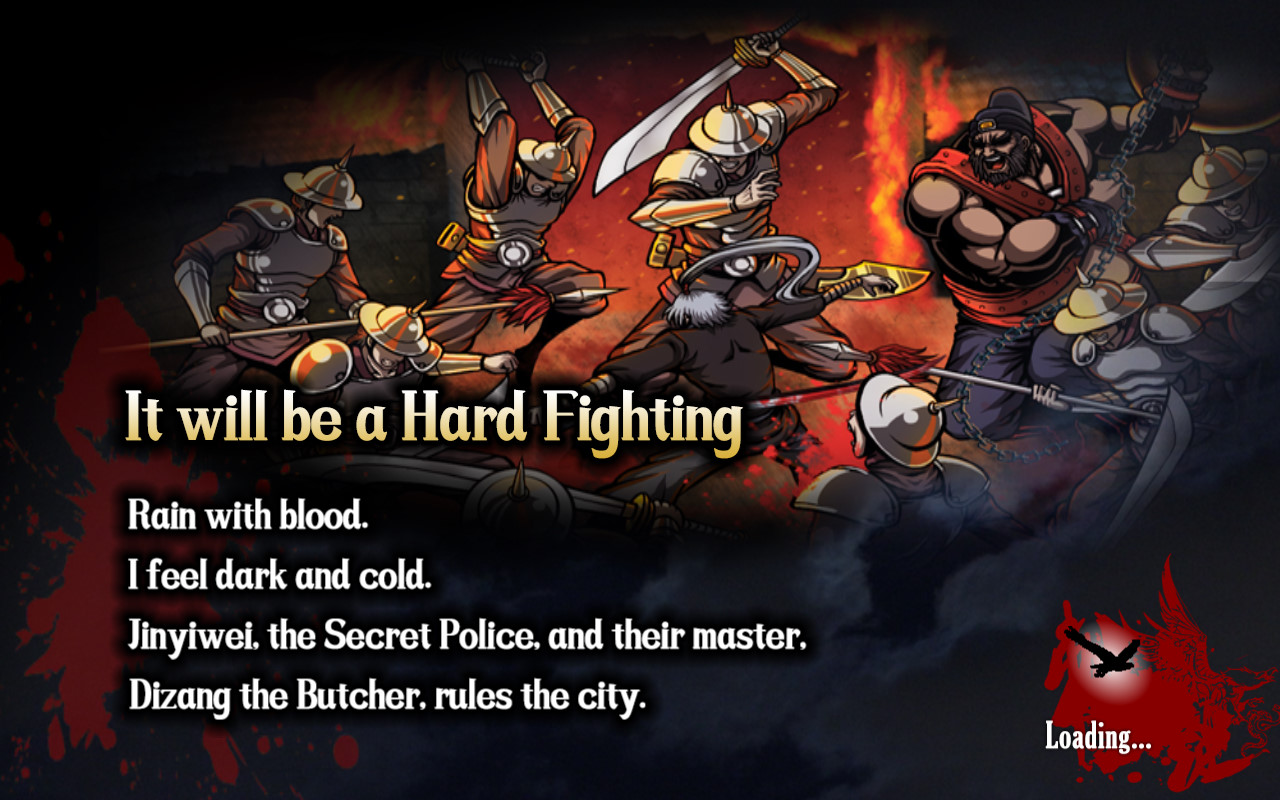 It will be a Hard Fighting
Rain with blood.
I feel dark and cold.
Jinyiwei, the Secret Police, and their master,
Dizang the Butcher, rules the city.
Loading...